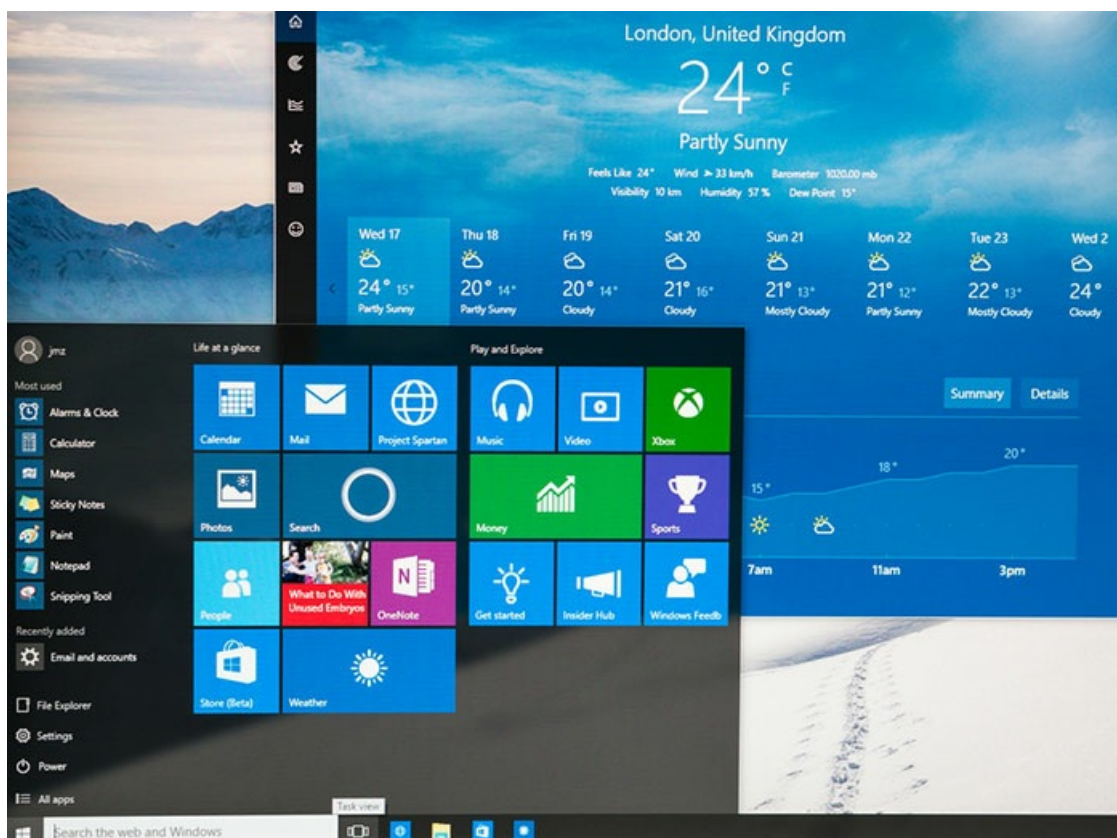 London, United Kingdom
24° C
F
Partly Sunny
Feels Like 24° Wind 33 km/h Barometer 1020.00 mb
Visibility 10 km Humidity 57 % Dew Point 15°
Wed 17 Thu 18 Fri 19 Sat 20 Sun 21 Mon 22 Tue 23 Wed 2
24° 15° 20° 14° 20° 14° 21° 16° 21° 13° 21° 12° 22° 13° 24°
Partly Sunny Partly Sunny Cloudy Cloudy Mostly Cloudy Partly Sunny Mostly Cloudy Cloudy
Summary Details
15° 18° 20°
7am 11am 3pm
jmz
Most used
Alarms & Clock
Calculator
Maps
Sticky Notes
Paint
Notepad
Snipping Tool
Recently added
Email and accounts
File Explorer
Settings
Power
All apps
Life at a glance
Calendar Mail Project Spartan
Photos Search
People
What to Do With
Unused Embryos
N
OneNote
Store (Beta) Weather
Play and Explore
Music Video Xbox
Money Sports
Get started Insider Hub Windows Feedb
Task view
Search the web and Windows